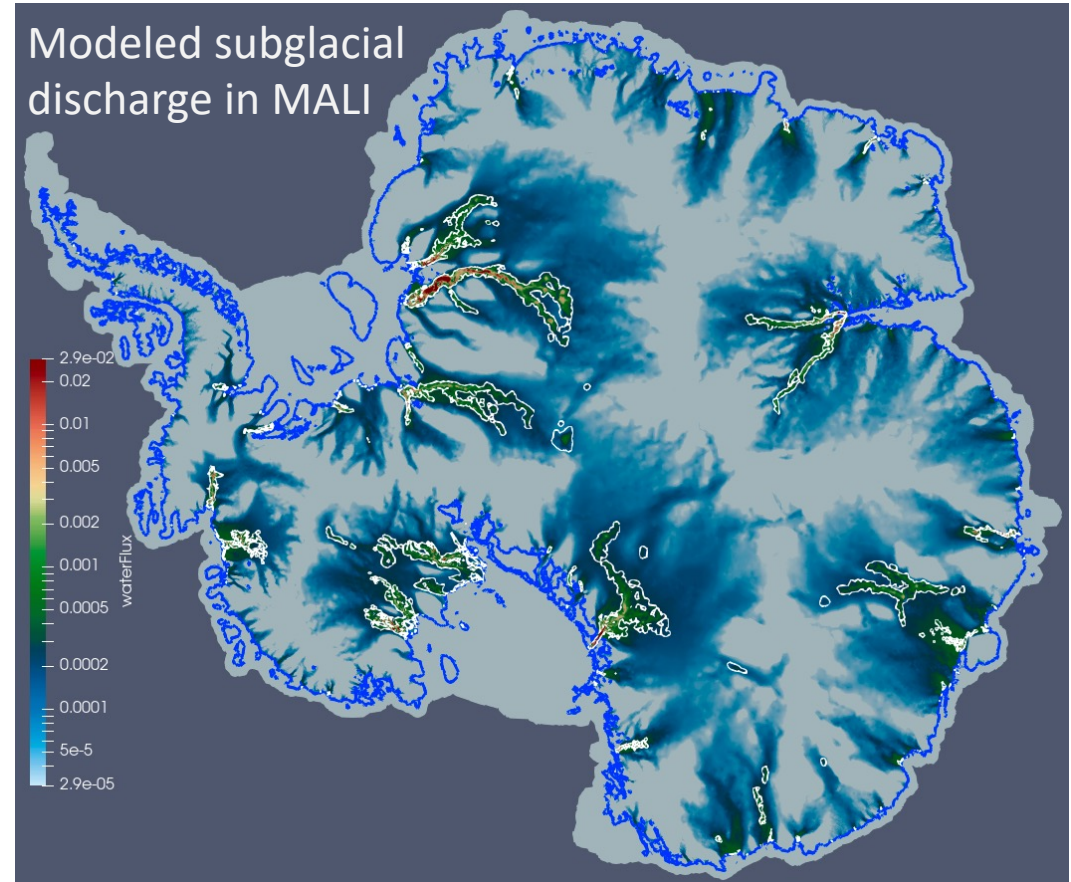 Modeled subglacial
discharge in MALI
2.9e-02
0.02
0.01
0.005
0.002
0.001
0.0005
0.0002
0.0001
5e-5
2.9e-05
waterFlux